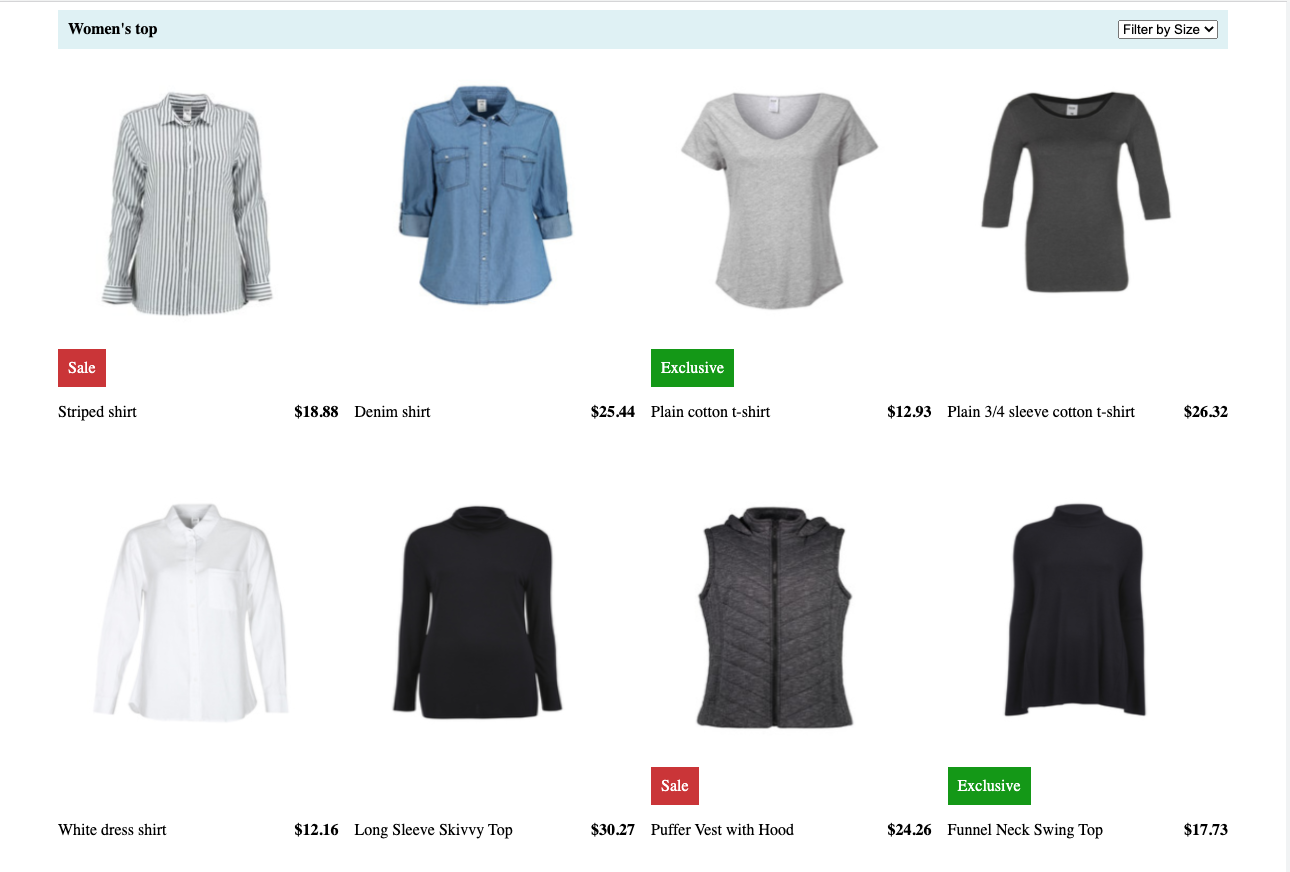 Women's top
Filter by Size
Sale
Exclusive
Striped shirt $18.88
Denim shirt $25.44
Plain cotton t-shirt $12.93
Plain 3/4 sleeve cotton t-shirt $26.32
Sale
Exclusive
White dress shirt $12.16
Long Sleeve Skivvy Top $30.27
Puffer Vest with Hood $24.26
Funnel Neck Swing Top $17.73